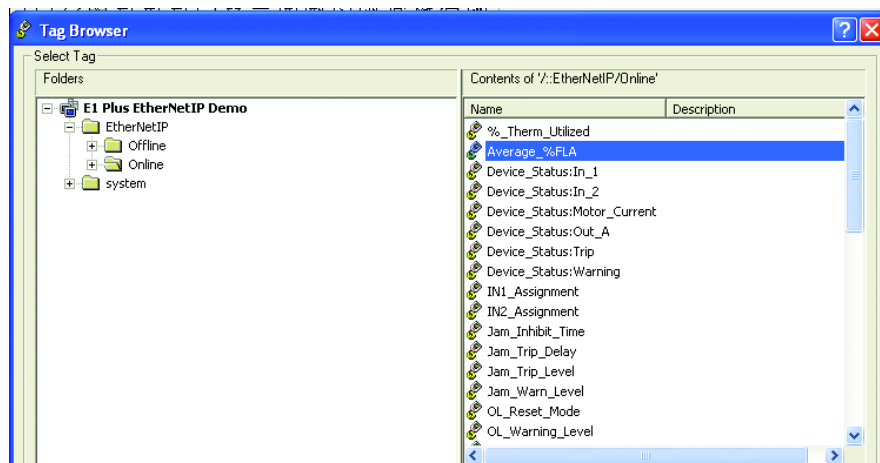 Tag Browser
Select Tag
Folders
E1 Plus EtherNetIP Demo
EtherNetIP
Offline
Online
system
Contents of '/::EtherNetIP/Online'
Name Description
%_Therm_Utilized
Average_%FLA
Device_Status:In_1
Device_Status:In_2
Device_Status:Motor_Current
Device_Status:Out_A
Device_Status:Trip
Device_Status:Warning
IN1_Assignment
IN2_Assignment
Jam_Inhibit_Time
Jam_Trip_Delay
Jam_Trip_Level
Jam_Warn_Level
OL_Reset_Mode
OL_Warning_Level